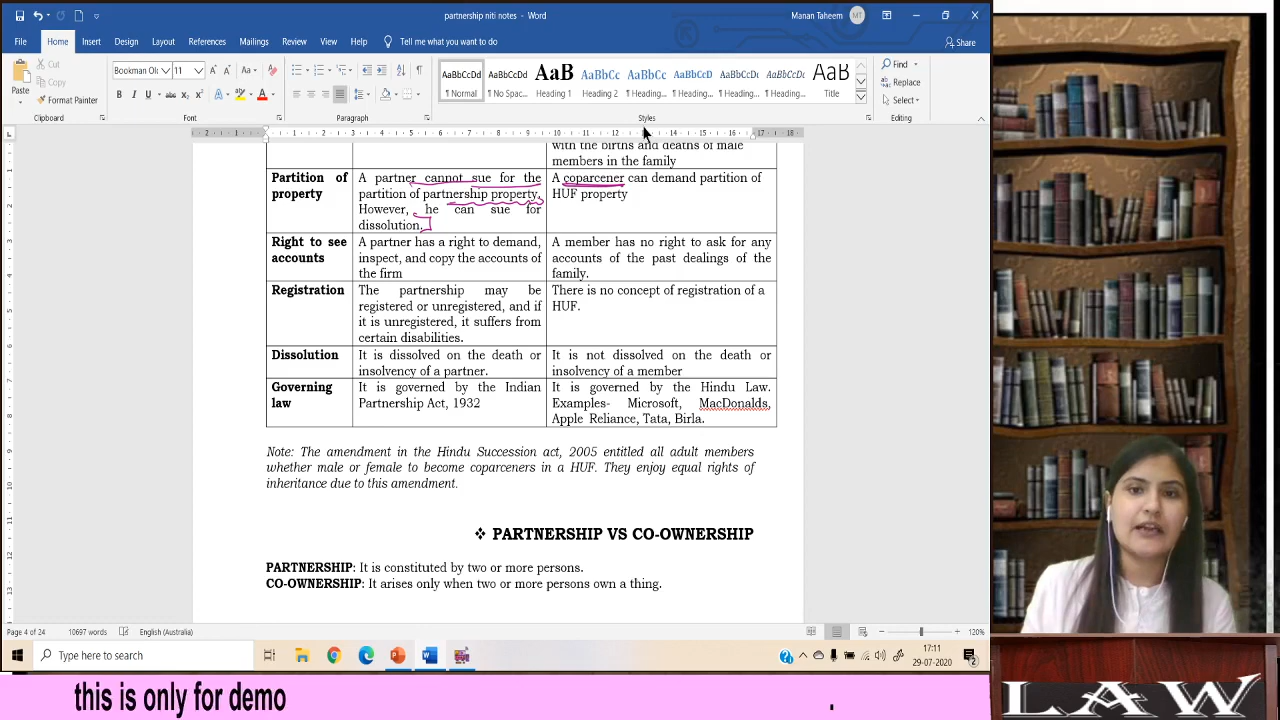 partnership niti notes - Word
Manan Taheem MT
File Home Insert Design Layout References Mailings Review View Help Tell me what you want to do Share
Paste Cut Copy Format Painter
Clipboard
Bookman Ol 11
Font
Paragraph
AaBbCcDd AaBbCcDd AaB AaBbCc AaBbCc AaBbCcD AaBbCcDc AaBbCcDc AaB
¶ Normal ¶ No Spac... Heading 1 Heading 2 ¶ Heading... ¶ Heading... ¶ Heading... ¶ Heading... Title
Styles
Find Replace Select
Editing
with the births and deaths of male
members in the family
Partition of
property
A partner cannot sue for the
partition of partnership property.
However, he can sue for
dissolution.
A coparcener can demand partition of
HUF property
Right to see
accounts
A partner has a right to demand,
inspect, and copy the accounts of
the firm
A member has no right to ask for any
accounts of the past dealings of the
family.
Registration
The partnership may be
registered or unregistered, and if
it is unregistered, it suffers from
certain disabilities.
There is no concept of registration of a
HUF.
Dissolution
It is dissolved on the death or
insolvency of a partner.
It is not dissolved on the death or
insolvency of a member
Governing
law
It is governed by the Indian
Partnership Act, 1932
It is governed by the Hindu Law.
Examples- Microsoft, MacDonalds,
Apple Reliance, Tata, Birla.
Note: The amendment in the Hindu Succession act, 2005 entitled all adult members
whether male or female to become coparceners in a HUF. They enjoy equal rights of
inheritance due to this amendment.
❖ PARTNERSHIP VS CO-OWNERSHIP
PARTNERSHIP: It is constituted by two or more persons.
CO-OWNERSHIP: It arises only when two or more persons own a thing.
Page 4 of 24 10697 words English (Australia) 120%
Type here to search
17:11
29-07-2020
this is only for demo .
LAW